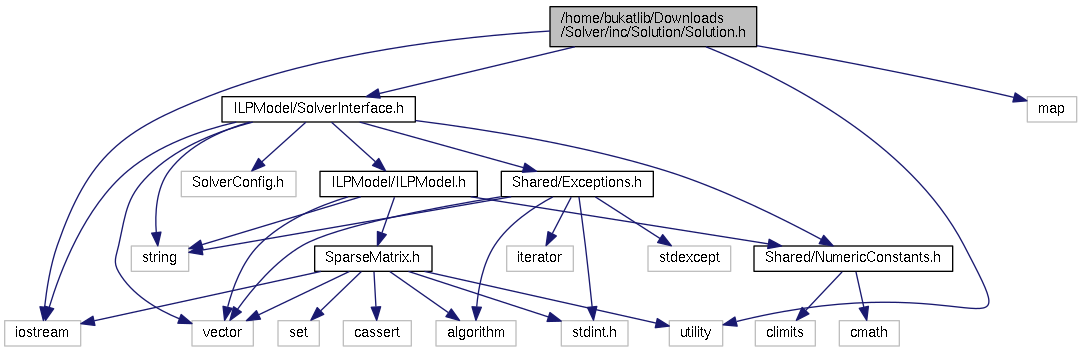 /home/bukatlib/Downloads
/Solver/inc/Solution/Solution.h
ILPModel/SolverInterface.h
map
SolverConfig.h
ILPModel/ILPModel.h
Shared/Exceptions.h
string
SparseMatrix.h
iterator
stdexcept
Shared/NumericConstants.h
iostream
vector
set
cassert
algorithm
stdint.h
utility
climits
cmath